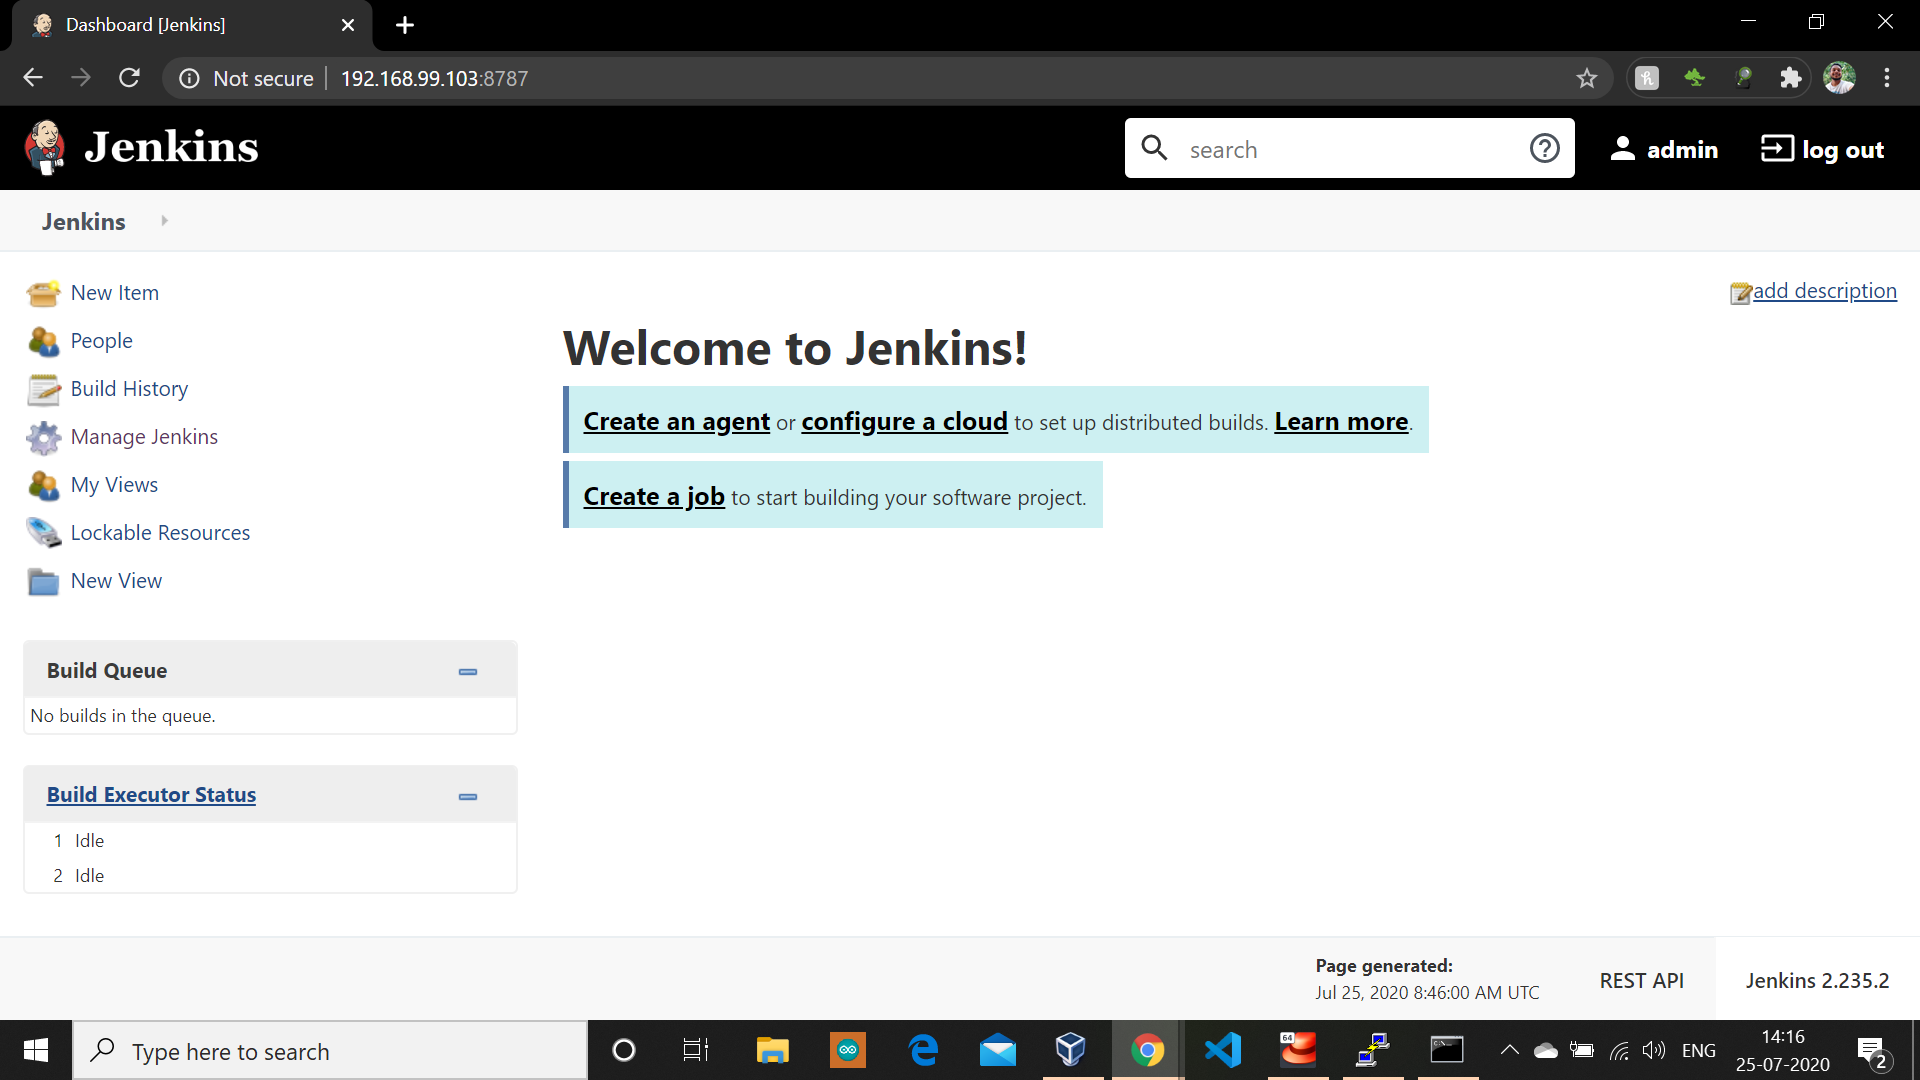 Dashboard [Jenkins]
Not secure 192.168.99.103:8787
Jenkins
search
admin
log out
Jenkins
New Item
People
Build History
Manage Jenkins
My Views
Lockable Resources
New View
add description
Welcome to Jenkins!
Create an agent or configure a cloud to set up distributed builds. Learn more.
Create a job to start building your software project.
Build Queue
No builds in the queue.
Build Executor Status
1 Idle
2 Idle
Page generated:
Jul 25, 2020 8:46:00 AM UTC
REST API
Jenkins 2.235.2
Type here to search
64
ENG
14:16
25-07-2020
2